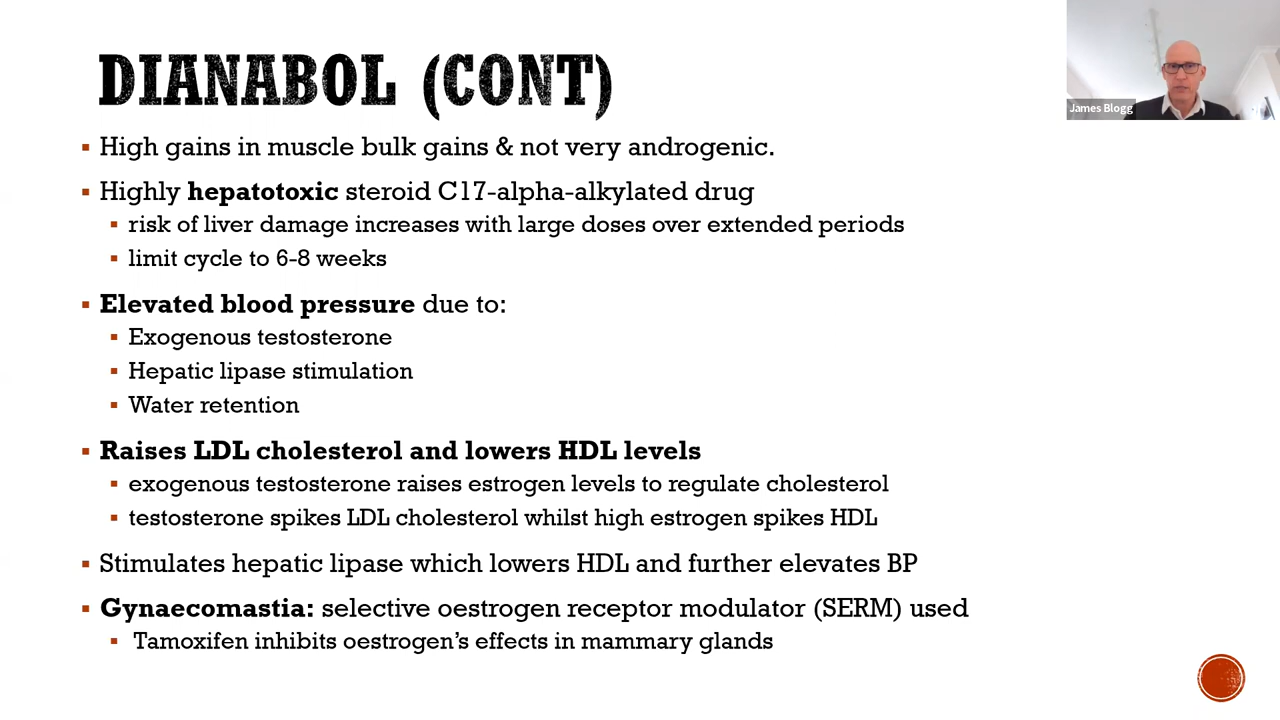 DIANABOL (CONT)
James Blogg
▪ High gains in muscle bulk gains & not very androgenic.
▪ Highly hepatotoxic steroid C17-alpha-alkylated drug
▪ risk of liver damage increases with large doses over extended periods
▪ limit cycle to 6-8 weeks
▪ Elevated blood pressure due to:
▪ Exogenous testosterone
▪ Hepatic lipase stimulation
▪ Water retention
▪ Raises LDL cholesterol and lowers HDL levels
▪ exogenous testosterone raises estrogen levels to regulate cholesterol
▪ testosterone spikes LDL cholesterol whilst high estrogen spikes HDL
▪ Stimulates hepatic lipase which lowers HDL and further elevates BP
▪ Gynaecomastia: selective oestrogen receptor modulator (SERM) used
▪ Tamoxifen inhibits oestrogen’s effects in mammary glands